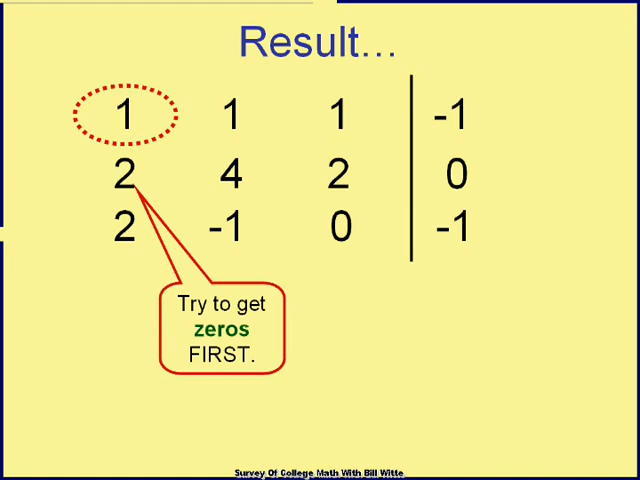 Result...
1 1 1 -1
2 4 2 0
2 -1 0 -1
Try to get
zeros
FIRST.
Survey Of College Math With Bill Witte